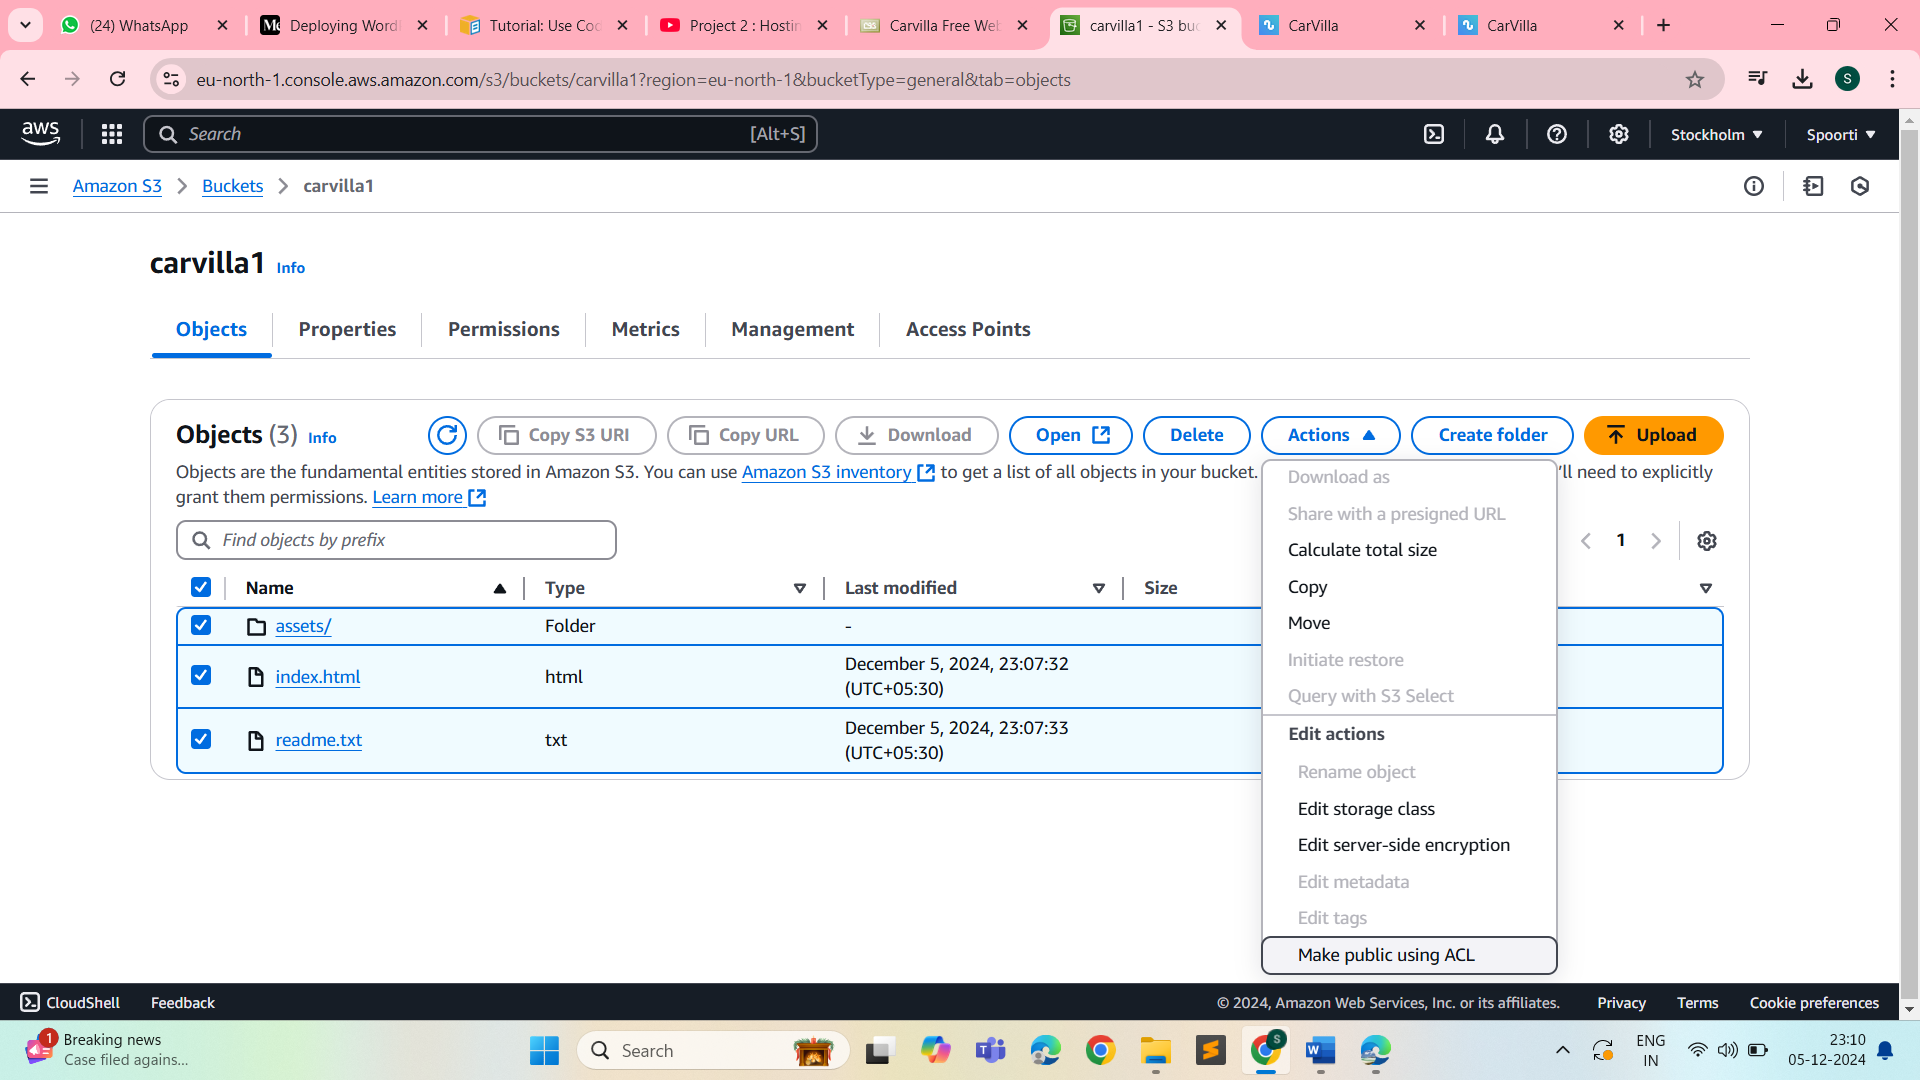 (24) WhatsApp
Deploying Word
Tutorial: Use Coc
Project 2 : Hostin
Carvilla Free Web
carvilla1 - S3 buc
CarVilla
CarVilla
eu-north-1.console.aws.amazon.com/s3/buckets/carvilla1?region=eu-north-1&bucketType=general&tab=objects
S
aws
Search
[Alt+S]
Stockholm
Spoorti
Amazon S3
Buckets
carvilla1
carvilla1 Info
Objects
Properties
Permissions
Metrics
Management
Access Points
Objects (3) Info
Copy S3 URI
Copy URL
Download
Open
Delete
Actions
Create folder
Upload
Objects are the fundamental entities stored in Amazon S3. You can use Amazon S3 inventory to get a list of all objects in your bucket. 'll need to explicitly
grant them permissions. Learn more
Find objects by prefix
1
Name
Type
Last modified
Size
assets/
Folder
-
index.html
html
December 5, 2024, 23:07:32
(UTC+05:30)
readme.txt
txt
December 5, 2024, 23:07:33
(UTC+05:30)
Download as
Share with a presigned URL
Calculate total size
Copy
Move
Initiate restore
Query with S3 Select
Edit actions
Rename object
Edit storage class
Edit server-side encryption
Edit metadata
Edit tags
Make public using ACL
CloudShell
Feedback
© 2024, Amazon Web Services, Inc. or its affiliates.
Privacy
Terms
Cookie preferences
1
Breaking news
Case filed agains...
Search
S
ENG
IN
23:10
05-12-2024